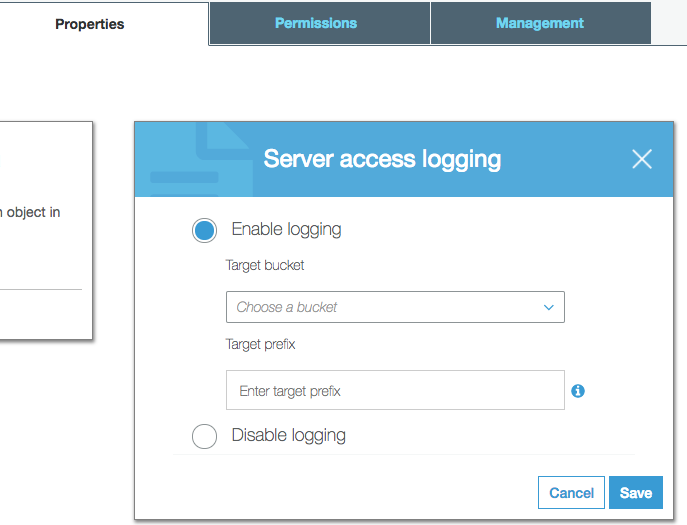 Properties
Permissions
Management
object in
Server access logging
Enable logging
Target bucket
Choose a bucket
Target prefix
Enter target prefix
Disable logging
Cancel
Save